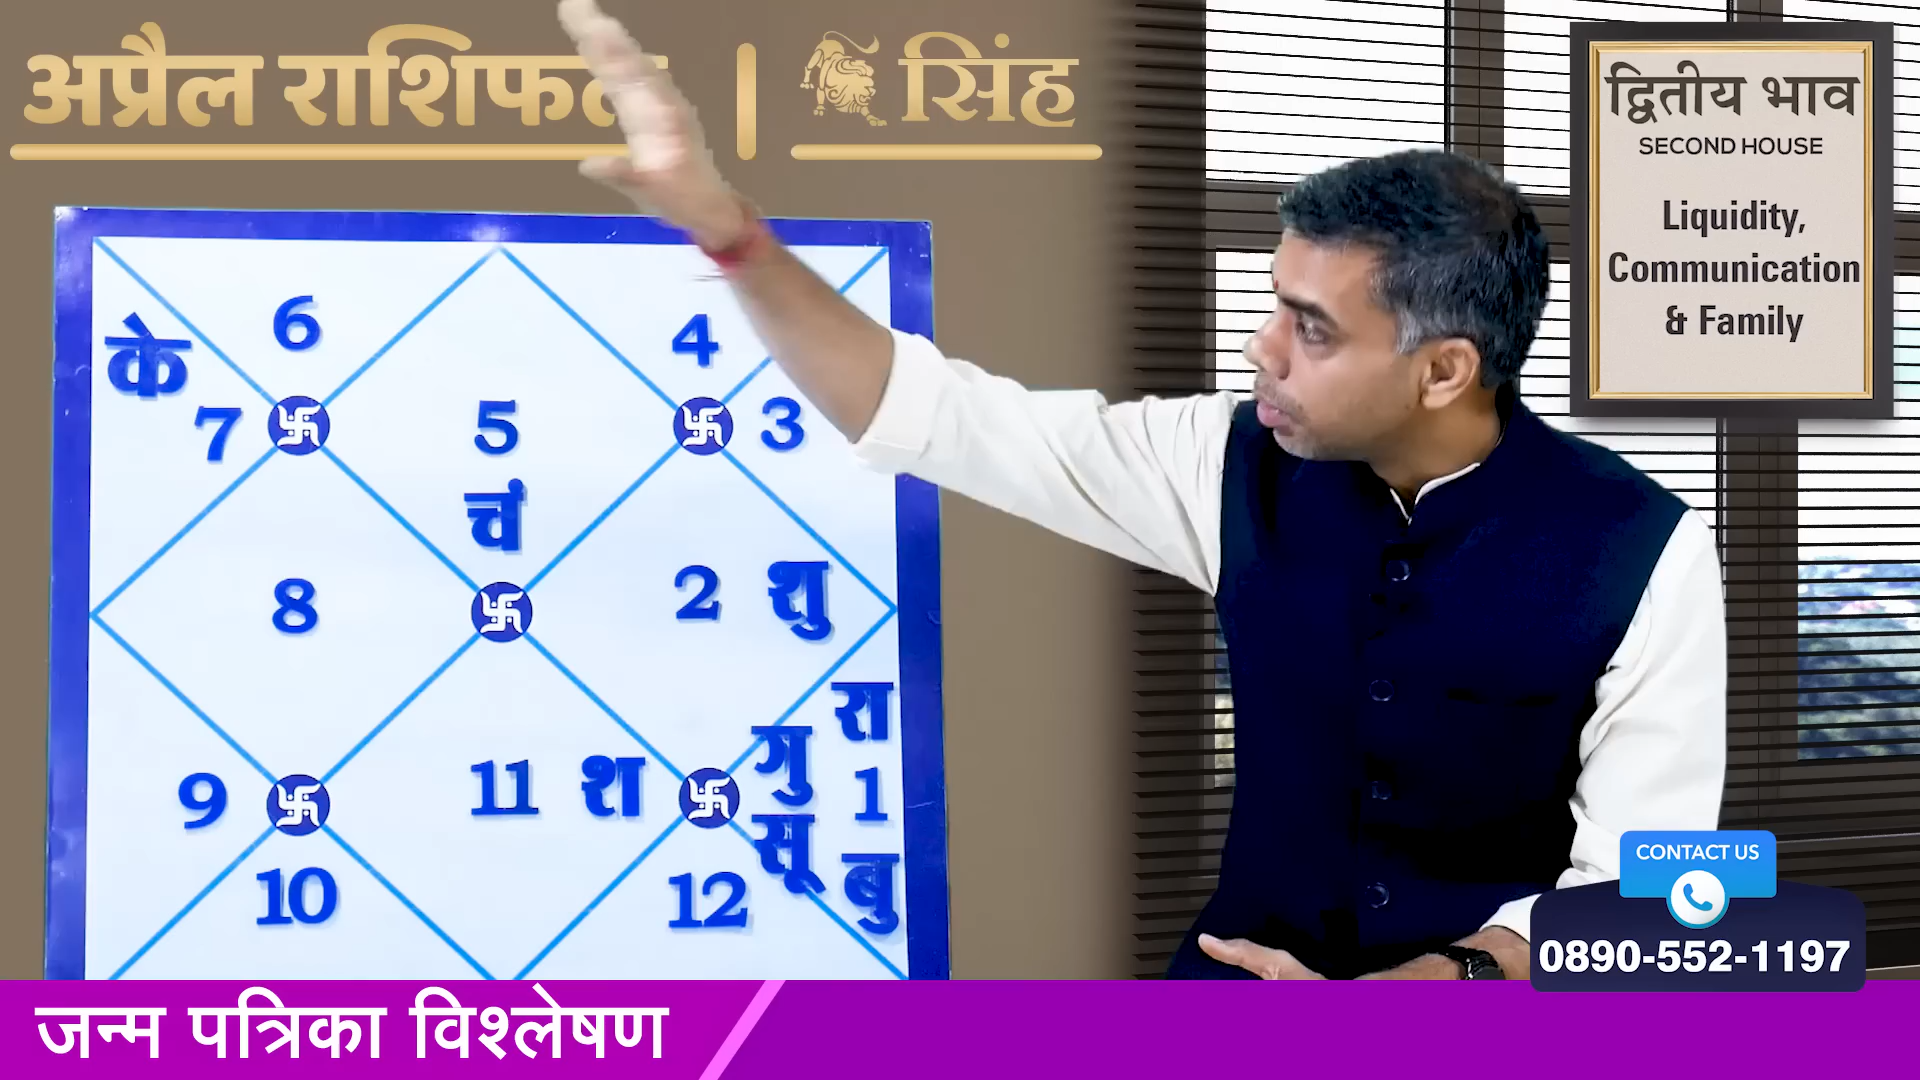 अप्रैल राशिफल | सिंह
द्वितीय भाव
SECOND HOUSE
Liquidity,
Communication
& Family
6
4
के
7
5
3
चं
8
2 शु
रा
गु
9
11 श
1
सू
10
12
बु
CONTACT US
0890-552-1197
जन्म पत्रिका विश्लेषण